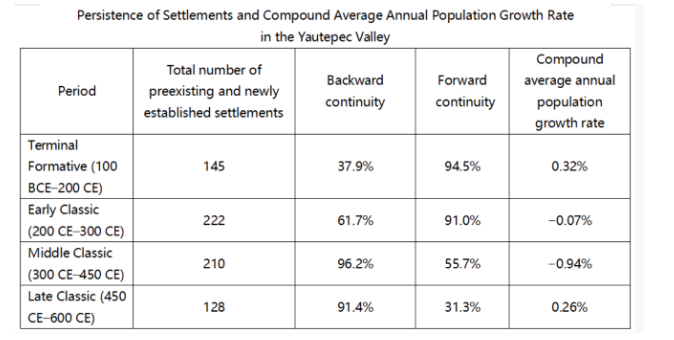 Persistence of Settlements and Compound Average Annual Population Growth Rate
in the Yautepec Valley
Period
Total number of
preexisting and newly
established settlements
Backward
continuity
Forward
continuity
Compound
average annual
population
growth rate
Terminal
Formative (100
BCE–200 CE)
145
37.9%
94.5%
0.32%
Early Classic
(200 CE–300 CE)
222
61.7%
91.0%
−0.07%
Middle Classic
(300 CE–450 CE)
210
96.2%
55.7%
−0.94%
Late Classic (450
CE–600 CE)
128
91.4%
31.3%
0.26%